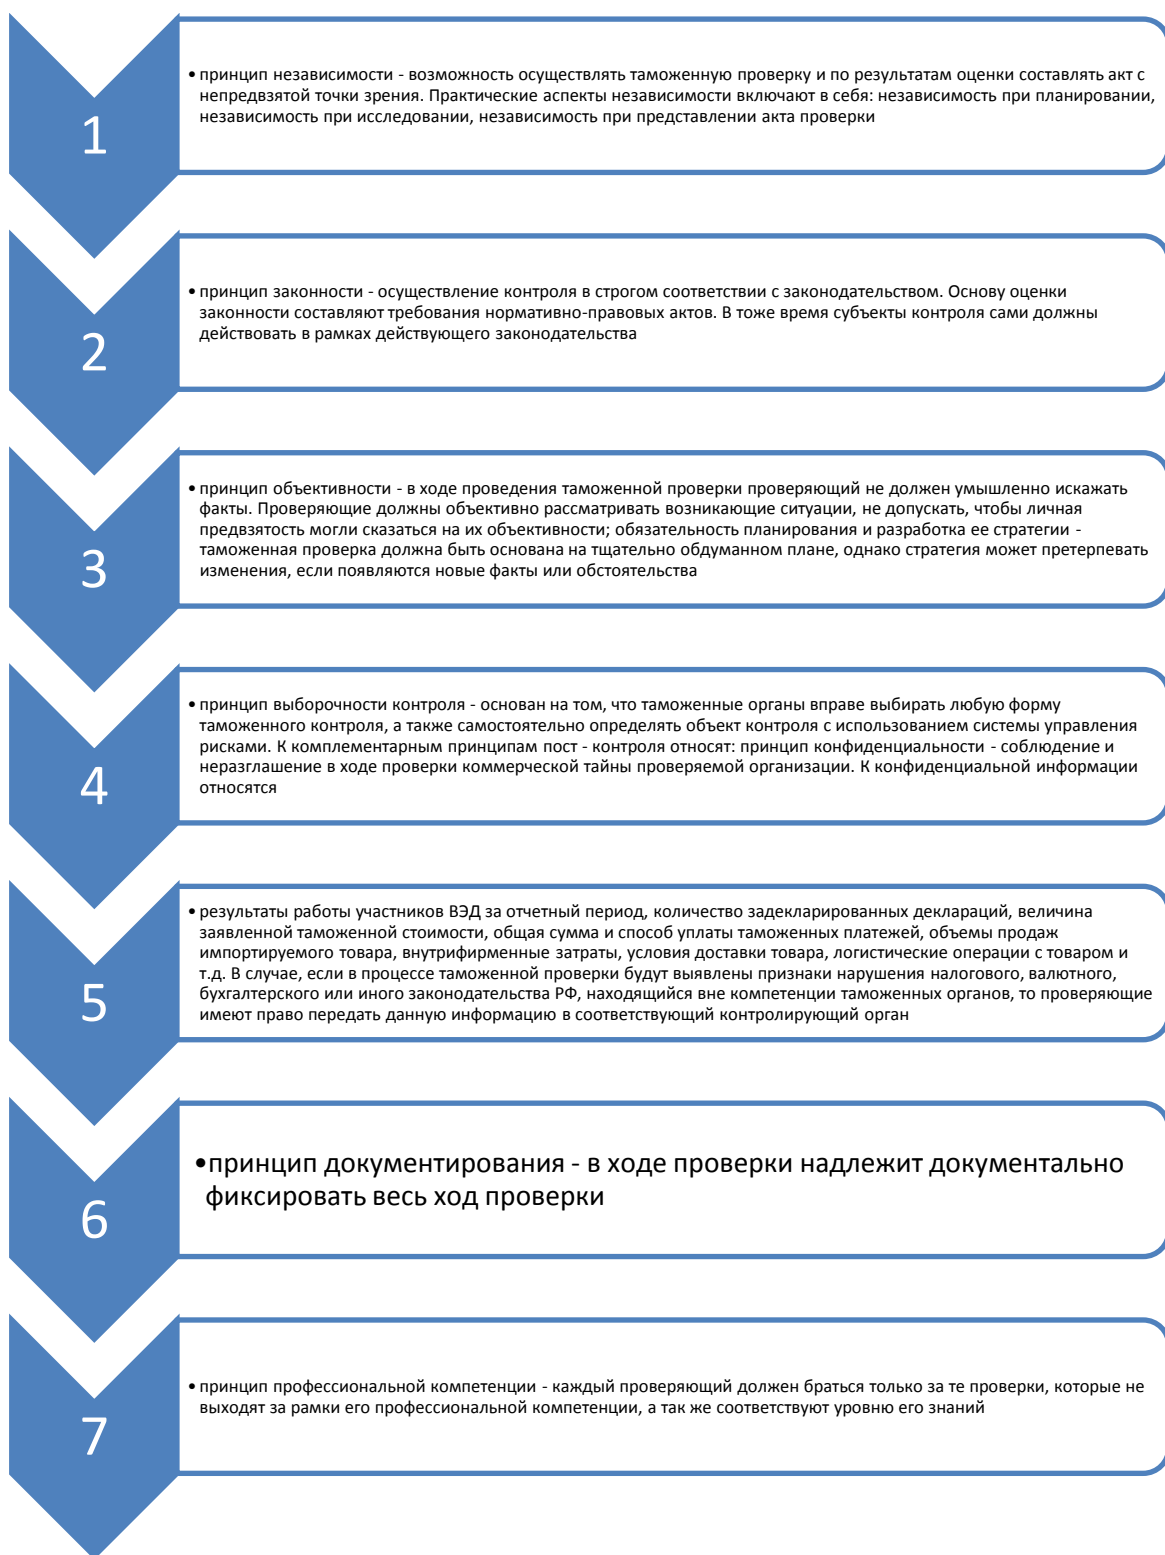 1
•принцип независимости - возможность осуществлять таможенную проверку и по результатам оценки составлять акт с
непредвзятой точки зрения. Практические аспекты независимости включают в себя: независимость при планировании,
независимость при исследовании, независимость при представлении акта проверки
2
•принцип законности - осуществление контроля в строгом соответствии с законодательством. Основу оценки
законности составляют требования нормативно-правовых актов. В тоже время субъекты контроля сами должны
действовать в рамках действующего законодательства
3
•принцип объективности - в ходе проведения таможенной проверки проверяющий не должен умышленно искажать
факты. Проверяющие должны объективно рассматривать возникающие ситуации, не допускать, чтобы личная
предвзятость могли сказаться на их объективности; обязательность планирования и разработка ее стратегии -
таможенная проверка должна быть основана на тщательно обдуманном плане, однако стратегия может претерпевать
изменения, если появляются новые факты или обстоятельства
4
•принцип выборочности контроля - основан на том, что таможенные органы вправе выбирать любую форму
таможенного контроля, а также самостоятельно определять объект контроля с использованием системы управления
рисками. К комплементарным принципам пост - контроля относят: принцип конфиденциальности - соблюдение и
неразглашение в ходе проверки коммерческой тайны проверяемой организации. К конфиденциальной информации
относятся
5
•результаты работы участников ВЭД за отчетный период, количество задекларированных деклараций, величина
заявленной таможенной стоимости, общая сумма и способ уплаты таможенных платежей, объемы продаж
импортируемого товара, внутрифирменные затраты, условия доставки товара, логистические операции с товаром и
т.д. В случае, если в процессе таможенной проверки будут выявлены признаки нарушения налогового, валютного,
бухгалтерского или иного законодательства РФ, находящийся вне компетенции таможенных органов, то проверяющие
имеют право передать данную информацию в соответствующий контролирующий орган
6
•принцип документирования - в ходе проверки надлежит документально
фиксировать весь ход проверки
7
•принцип профессиональной компетенции - каждый проверяющий должен браться только за те проверки, которые не
выходят за рамки его профессиональной компетенции, а так же соответствуют уровню его знаний